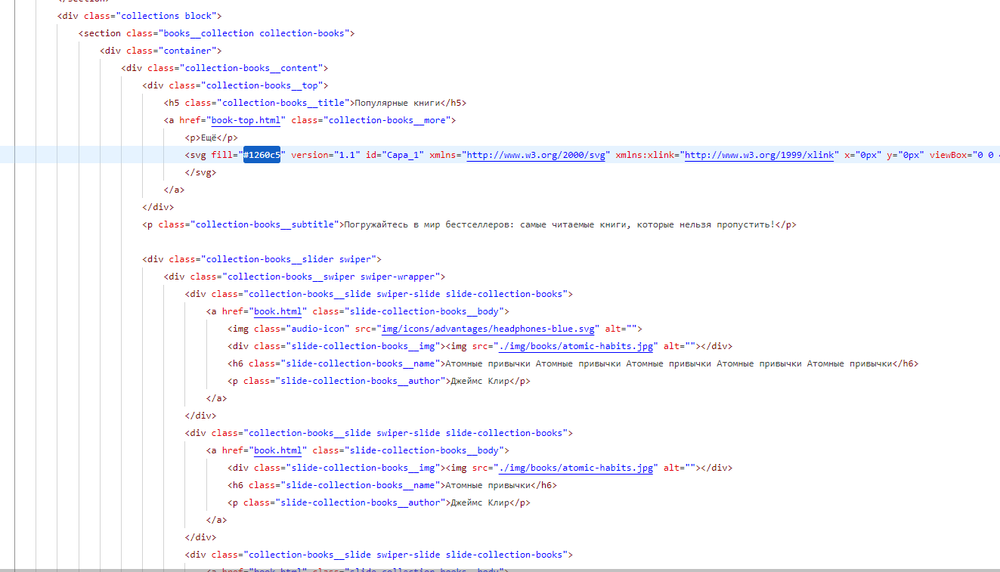 <div class="collections block">
<section class="books__collection collection-books">
<div class="container">
<div class="collection-books__content">
<div class="collection-books__top">
<h5 class="collection-books__title">Популярные книги</h5>
<a href="book-top.html" class="collection-books__more">
<p>Ещё</p>
<svg fill="#1260c5" version="1.1" id="Capa_1" xmlns="http://www.w3.org/2000/svg" xmlns:xlink="http://www.w3.org/1999/xlink" x="0px" y="0px" viewBox="0 0
</svg>
</a>
</div>
<p class="collection-books__subtitle">Погружайтесь в мир бестселлеров: самые читаемые книги, которые нельзя пропустить!</p>
<div class="collection-books__slider swiper">
<div class="collection-books__swiper swiper-wrapper">
<div class="collection-books__slide swiper-slide slide-collection-books">
<a href="book.html" class="slide-collection-books__body">
<img class="audio-icon" src="img/icons/advantages/headphones-blue.svg" alt="">
<div class="slide-collection-books__img"><img src="./img/books/atomic-habits.jpg" alt=""></div>
<h6 class="slide-collection-books__name">Атомные привычки Атомные привычки Атомные привычки Атомные привычки Атомные привычки</h6>
<p class="slide-collection-books__author">Джеймс Клир</p>
</a>
</div>
<div class="collection-books__slide swiper-slide slide-collection-books">
<a href="book.html" class="slide-collection-books__body">
<div class="slide-collection-books__img"><img src="./img/books/atomic-habits.jpg" alt=""></div>
<h6 class="slide-collection-books__name">Атомные привычки</h6>
<p class="slide-collection-books__author">Джеймс Клир</p>
</a>
</div>
<div class="collection-books__slide swiper-slide slide-collection-books">